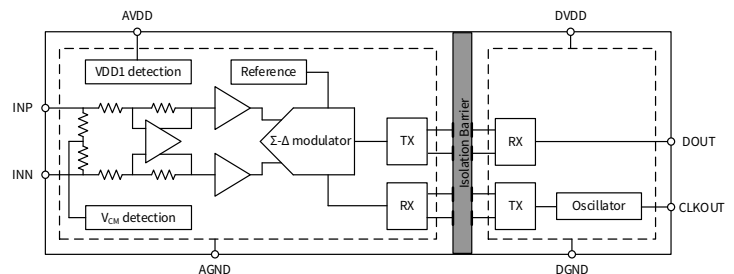 AVDD
DVDD
VDD1 detection
Reference
INP
Σ-Δ modulator
TX
Isolation Barrier
RX
DOUT
INN
RX
TX
Oscillator
CLKOUT
VCM detection
AGND
DGND